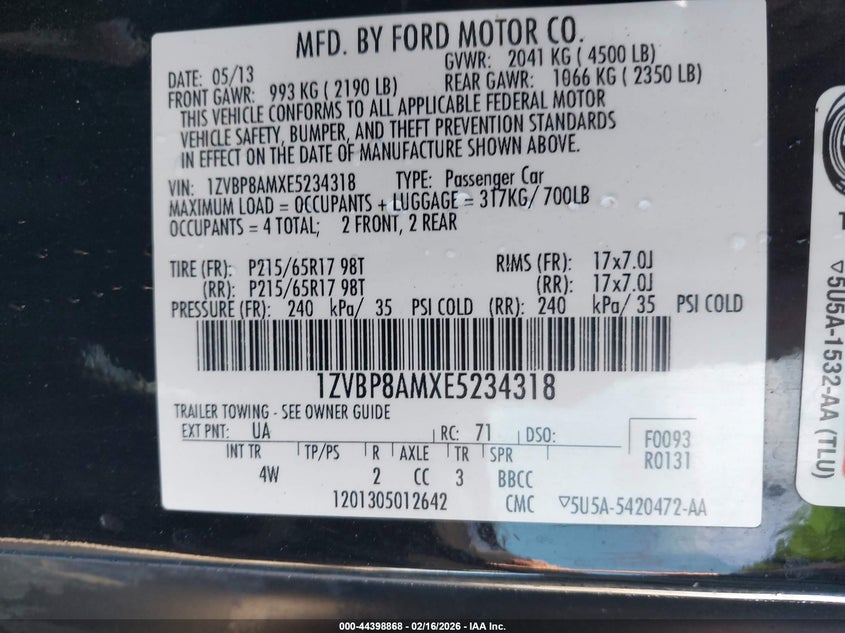 MFD. BY FORD MOTOR CO.
DATE: 05/13 GVWR: 2041 KG ( 4500 LB)
FRONT GAWR: 993 KG ( 2190 LB) REAR GAWR: 1066 KG ( 2350 LB)
THIS VEHICLE CONFORMS TO ALL APPLICABLE FEDERAL MOTOR
VEHICLE SAFETY, BUMPER, AND THEFT PREVENTION STANDARDS
IN EFFECT ON THE DATE OF MANUFACTURE SHOWN ABOVE.
VIN: 1ZVBP8AMXE5234318 TYPE: Passenger Car
MAXIMUM LOAD = OCCUPANTS + LUGGAGE = 317KG/ 700LB
OCCUPANTS = 4 TOTAL; 2 FRONT, 2 REAR
TIRE (FR): P215/65R17 98T RIMS (FR): 17x7.0J
(RR): P215/65R17 98T (RR): 17x7.0J
PRESSURE (FR): 240 kPa/ 35 PSI COLD (RR): 240 kPa/ 35 PSI COLD
1ZVBP8AMXE5234318
TRAILER TOWING - SEE OWNER GUIDE
EXT PNT: UA RC: 71 DSO: F0093
INT TR TP/PS R AXLE TR SPR R0131
4W 2 CC 3 BBCC
1201305012642 CMC ▽5U5A-5420472-AA
▽5U5A-1532-AA (TLU)
000-44398868 - 02/16/2026 - IAA Inc.